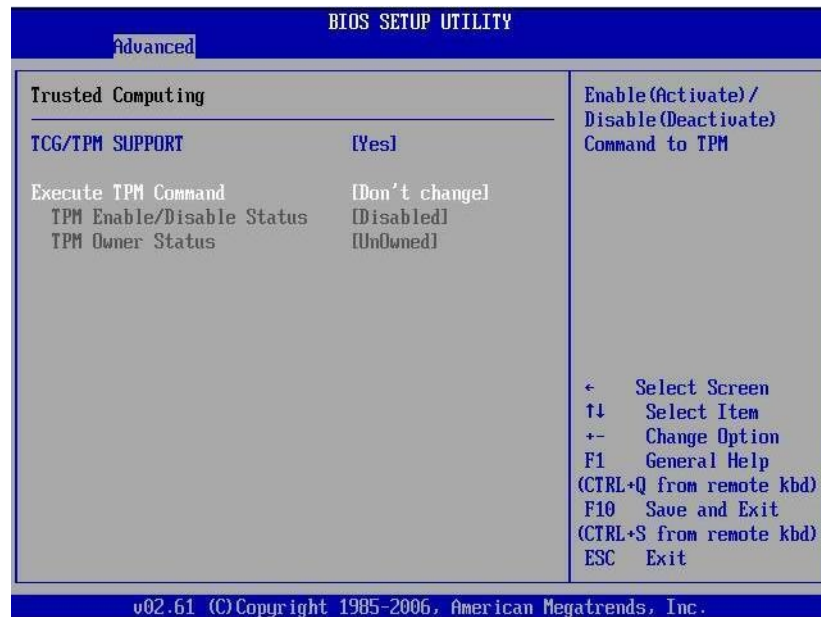 BIOS SETUP UTILITY
Advanced
Trusted Computing
TCG/TPM SUPPORT [Yes]
Execute TPM Command [Don't change]
TPM Enable/Disable Status [Disabled]
TPM Owner Status [UnOwned]
Enable(Activate)/
Disable(Deactivate)
Command to TPM
← Select Screen
↑↓ Select Item
+- Change Option
F1 General Help
(CTRL+Q from remote kbd)
F10 Save and Exit
(CTRL+S from remote kbd)
ESC Exit
v02.61 (C)Copyright 1985-2006, American Megatrends, Inc.